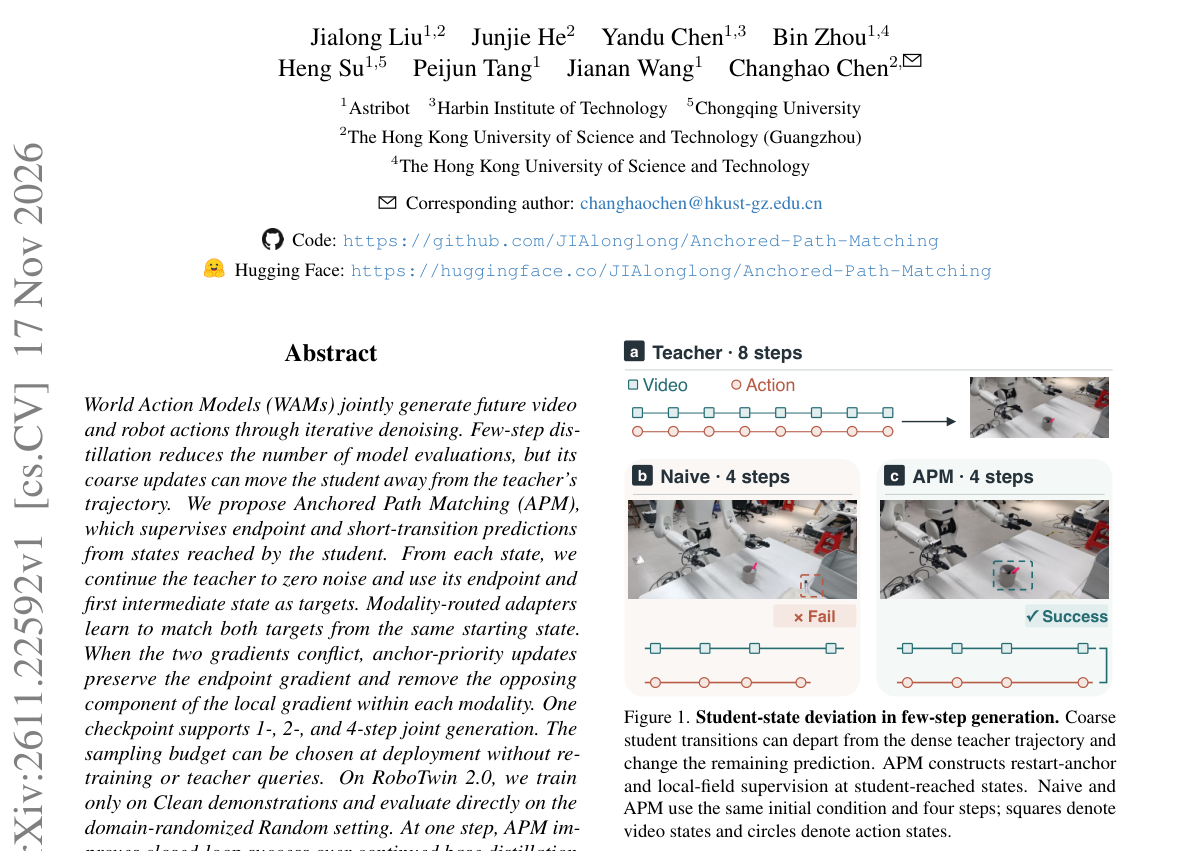 Jialong Liu1,2 Junjie He2 Yandu Chen1,3 Bin Zhou1,4
Heng Su1,5 Peijun Tang1 Jianan Wang1 Changhao Chen2,✉
1Astribot 3Harbin Institute of Technology 5Chongqing University
2The Hong Kong University of Science and Technology (Guangzhou)
4The Hong Kong University of Science and Technology
✉ Corresponding author: changhaochen@hkust-gz.edu.cn
Code: https://github.com/JIAlonglong/Anchored-Path-Matching
Hugging Face: https://huggingface.co/JIAlonglong/Anchored-Path-Matching
Xiv:2611.22592v1 [cs.CV] 17 Nov 2026
Abstract
World Action Models (WAMs) jointly generate future video
and robot actions through iterative denoising. Few-step dis-
tillation reduces the number of model evaluations, but its
coarse updates can move the student away from the teacher's
trajectory. We propose Anchored Path Matching (APM),
which supervises endpoint and short-transition predictions
from states reached by the student. From each state, we
continue the teacher to zero noise and use its endpoint and
first intermediate state as targets. Modality-routed adapters
learn to match both targets from the same starting state.
When the two gradients conflict, anchor-priority updates
preserve the endpoint gradient and remove the opposing
component of the local gradient within each modality. One
checkpoint supports 1-, 2-, and 4-step joint generation. The
sampling budget can be chosen at deployment without re-
training or teacher queries. On RoboTwin 2.0, we train
only on Clean demonstrations and evaluate directly on the
domain-randomized Random setting. At one step, APM im-
proves closed-loop success over continued base distillation
a Teacher · 8 steps
Video Action
b Naive · 4 steps
× Fail
c APM · 4 steps
✓ Success
Figure 1. Student-state deviation in few-step generation. Coarse
student transitions can depart from the dense teacher trajectory and
change the remaining prediction. APM constructs restart-anchor
and local-field supervision at student-reached states. Naive and
APM use the same initial condition and four steps; squares denote
video states and circles denote action states.